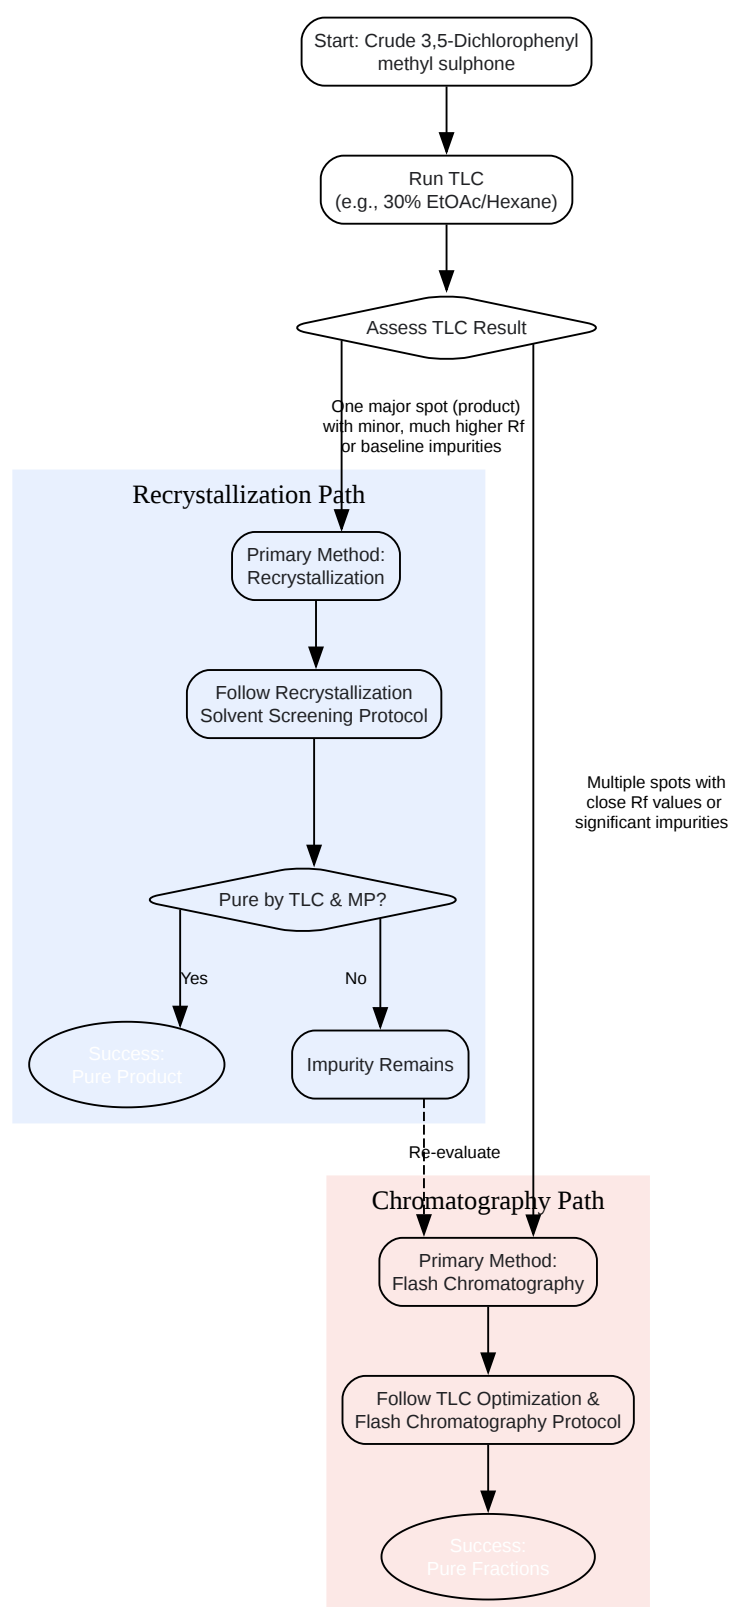 Start: Crude 3,5-Dichlorophenyl
methyl sulphone
Run TLC
(e.g., 30% EtOAc/Hexane)
Assess TLC Result
One major spot (product)
with minor, much higher Rf
or baseline impurities
Recrystallization Path
Primary Method:
Recrystallization
Follow Recrystallization
Solvent Screening Protocol
Multiple spots with
close Rf values or
significant impurities
Pure by TLC & MP?
Yes
No
Success:
Pure Product
Impurity Remains
Re-evaluate
Chromatography Path
Primary Method:
Flash Chromatography
Follow TLC Optimization &
Flash Chromatography Protocol
Success:
Pure Fractions